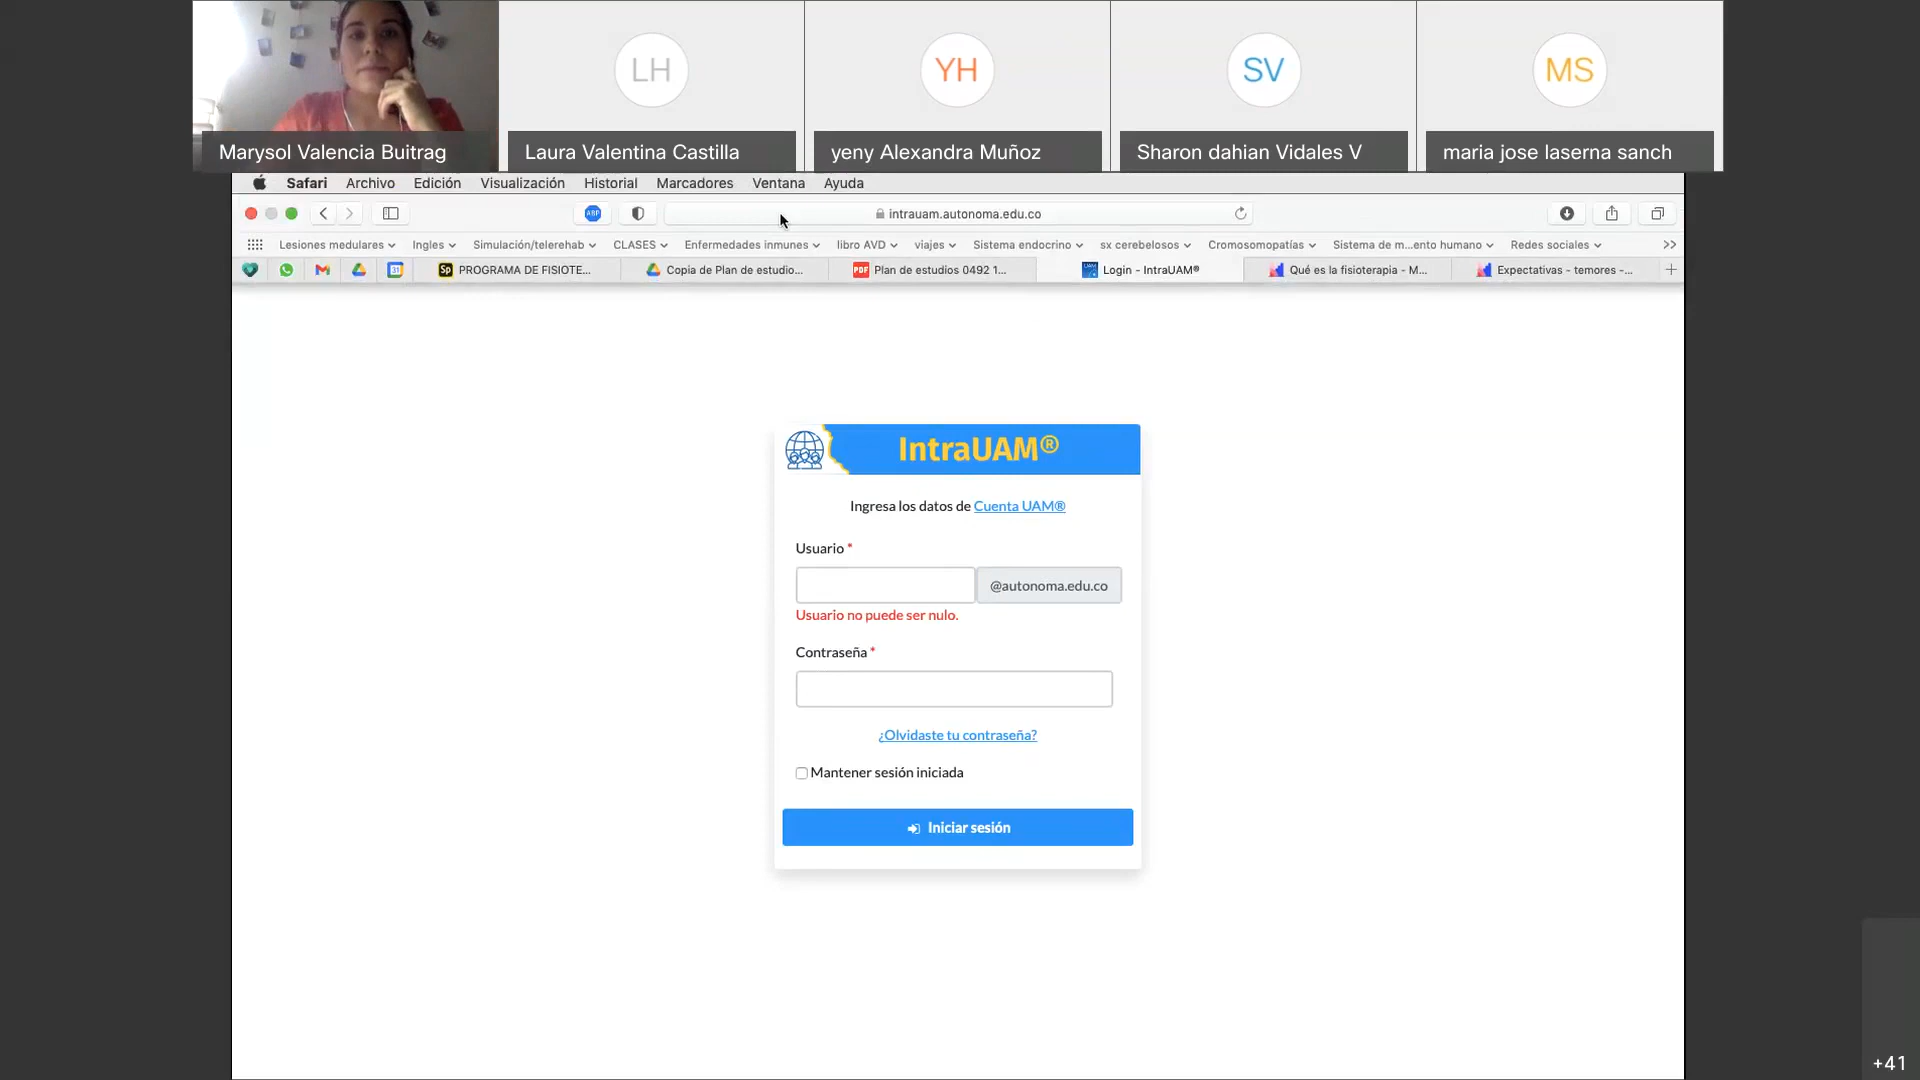 LH
YH
SV
MS
Marysol Valencia Buitrag
Laura Valentina Castilla
yeny Alexandra Muñoz
Sharon dahian Vidales V
maria jose laserna sanch
Safari Archivo Edición Visualización Historial Marcadores Ventana Ayuda
ABP
intrauam.autonoma.edu.co
Lesiones medulares Ingles Simulación/telerehab CLASES Enfermedades inmunes libro AVD viajes Sistema endocrino sx cerebelosos Cromosomopatías Sistema de m...ento humano Redes sociales >>
31 Sp PROGRAMA DE FISIOTE... Copia de Plan de estudio... PDF Plan de estudios 0492 1... Login - IntraUAM® Qué es la fisioterapia - M... Expectativas - temores -... +
IntraUAM®
Ingresa los datos de Cuenta UAM®
Usuario *
@autonoma.edu.co
Usuario no puede ser nulo.
Contraseña *
¿Olvidaste tu contraseña?
Mantener sesión iniciada
Iniciar sesión
+41